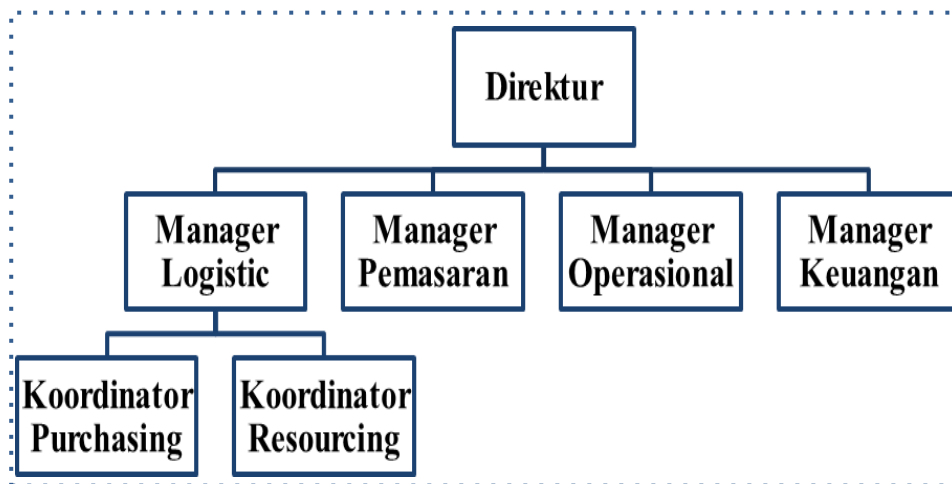 Direktur
Manager
Logistic
Manager
Pemasaran
Manager
Operasional
Manager
Keuangan
Koordinator
Purchasing
Koordinator
Resourcing